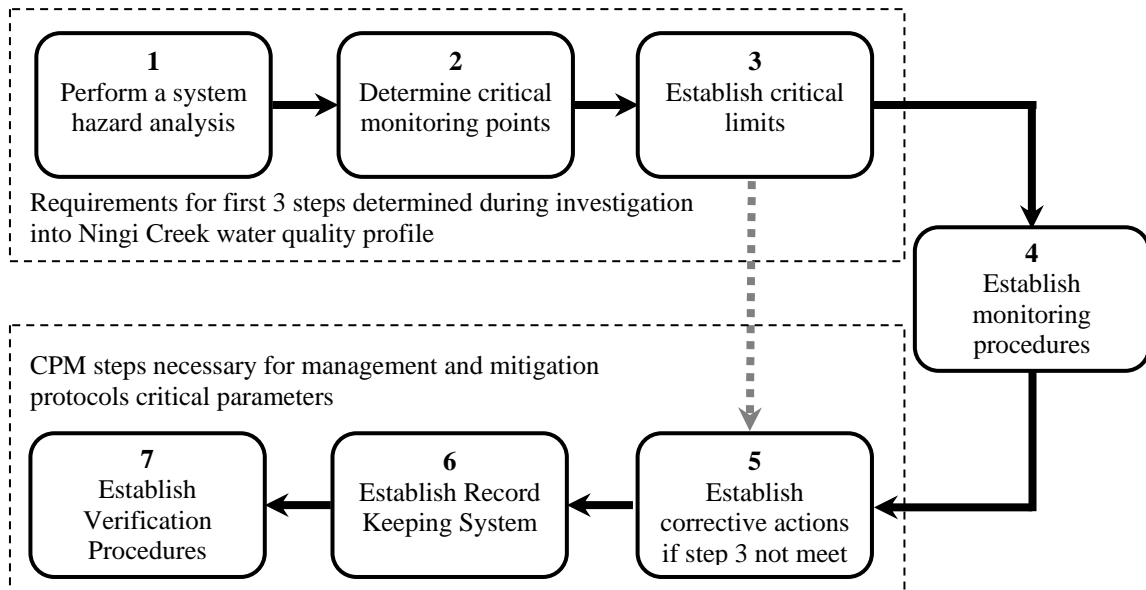 1
Perform a system
hazard analysis
2
Determine critical
monitoring points
3
Establish critical
limits
Requirements for first 3 steps determined during investigation
into Ningi Creek water quality profile
4
Establish
monitoring
procedures
CPM steps necessary for management and mitigation
protocols critical parameters
7
Establish
Verification
Procedures
6
Establish Record
Keeping System
5
Establish
corrective actions
if step 3 not meet